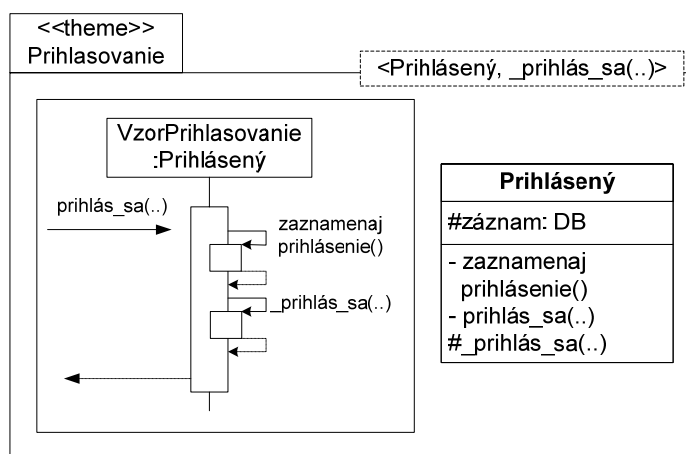 <<theme>>
Prihlasovanie
<Prihlásený, _prihlás_sa(..)>
VzorPrihlasovanie
:Prihlásený
prihlás_sa(..)
zaznamenaj
prihlásenie()
_prihlás_sa(..)
Prihlásený
#záznam: DB
- zaznamenaj
prihlásenie()
- prihlás_sa(..)
#_prihlás_sa(..)